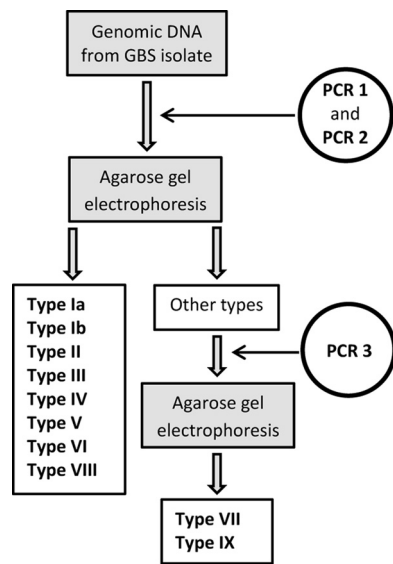 Genomic DNA
from GBS isolate
PCR 1
and
PCR 2
Agarose gel
electrophoresis
Type Ia
Type Ib
Type II
Type III
Type IV
Type V
Type VI
Type VIII
Other types
PCR 3
Agarose gel
electrophoresis
Type VII
Type IX